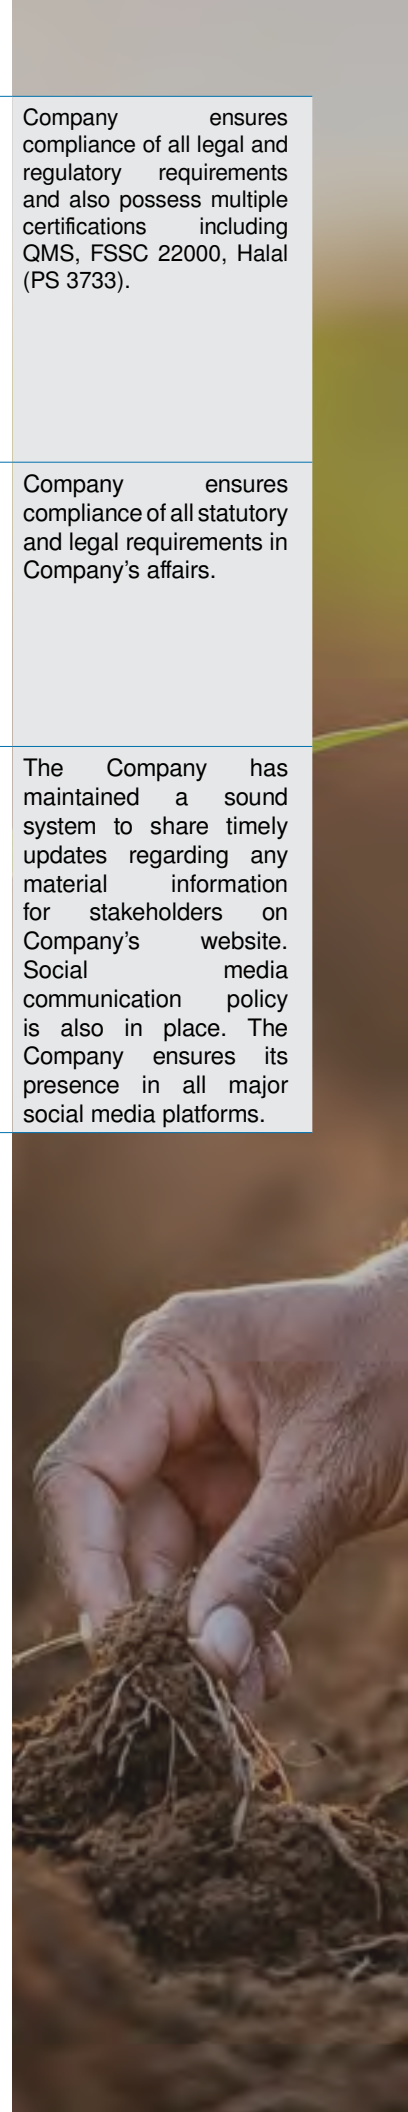 Company ensures
compliance of all legal and
regulatory requirements
and also possess multiple
certifications including
QMS, FSSC 22000, Halal
(PS 3733).
Company ensures
compliance of all statutory
and legal requirements in
Company's affairs.
The Company has
maintained a sound
system to share timely
updates regarding any
material information
for stakeholders on
Company's website.
Social media
communication policy
is also in place. The
Company ensures its
presence in all major
social media platforms.